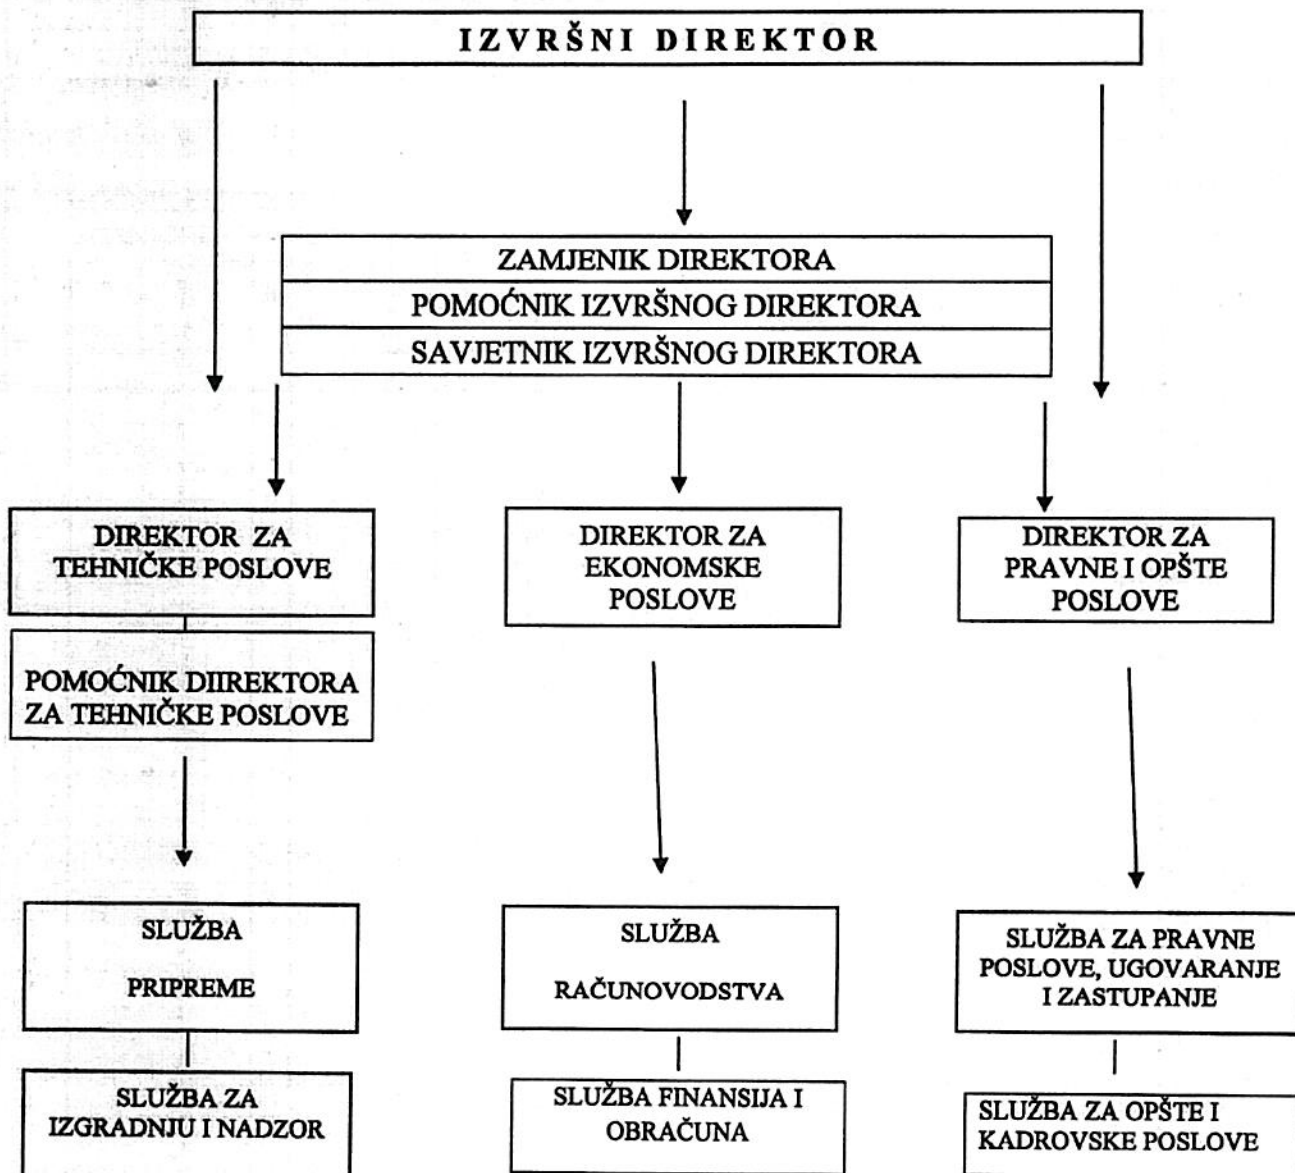 IZVRŠNI DIREKTOR
ZAMJENIK DIREKTORA
POMOĆNIK IZVRŠNOG DIREKTORA
SAVJETNIK IZVRŠNOG DIREKTORA
DIREKTOR ZA
TEHNIČKE POSLOVE
DIREKTOR ZA
EKONOMSKE
POSLOVE
DIREKTOR ZA
PRAVNE I OPŠTE
POSLOVE
POMOĆNIK DIIREKTORA
ZA TEHNIČKE POSLOVE
SLUŽBA
PRIPREME
SLUŽBA
RAČUNOVODSTVA
SLUŽBA ZA PRAVNE
POSLOVE, UGOVARANJE
I ZASTUPANJE
SLUŽBA ZA
IZGRADNJU I NADZOR
SLUŽBA FINANSIJA I
OBRAČUNA
SLUŽBA ZA OPŠTE I
KADROVSKE POSLOVE